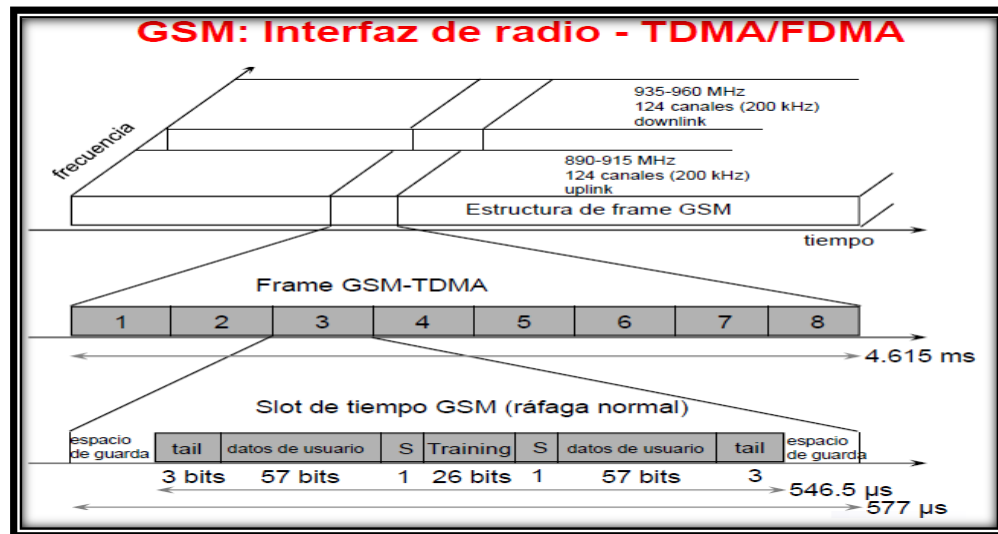 GSM: Interfaz de radio - TDMA/FDMA
frecuencia
935-960 MHz
124 canales (200 kHz)
downlink
890-915 MHz
124 canales (200 kHz)
uplink
Estructura de frame GSM
tiempo
Frame GSM-TDMA
1 2 3 4 5 6 7 8
4.615 ms
Slot de tiempo GSM (ráfaga normal)
espacio
de guarda
tail datos de usuario S Training S datos de usuario tail
espacio
de guarda
3 bits 57 bits 1 26 bits 1 57 bits 3
546.5 µs
577 µs